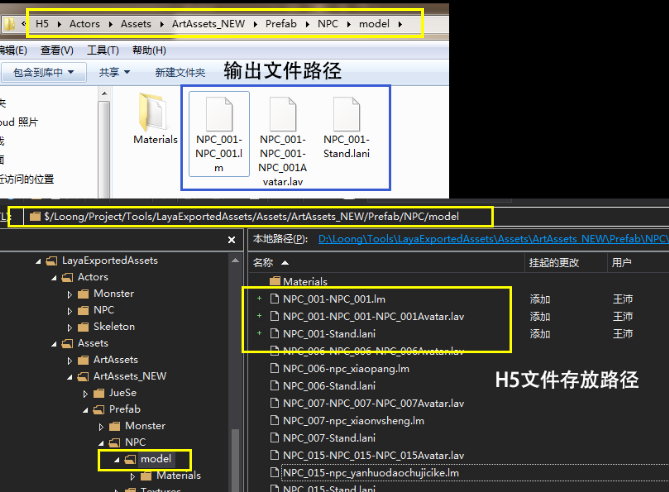 H5 ▸ Actors ▸ Assets ▸ ArtAssets_NEW ▸ Prefab ▸ NPC ▸ model ▸
编辑(E) 查看(V) 工具(T) 帮助(H)
包含到库中 共享 新建文件夹
输出文件路径
夹
oud 照片
面
近访问的位置
Materials
NPC_001-
NPC_001.l
m
NPC_001-
NPC_001-
NPC_001A
vatar.lav
NPC_001-
Stand.lani
$/Loong/Project/Tools/LayaExportedAssets/Assets/ArtAssets_NEW/Prefab/NPC/model
LayaExportedAssets
Actors
Monster
NPC
Skeleton
Assets
ArtAssets
ArtAssets_NEW
JueSe
Prefab
Monster
NPC
model
Materials
Textures
本地路径(P): D:\Loong\Tools\LayaExportedAssets\Assets\ArtAssets_NEW\Prefab\NPC\
名称 挂起的更改 用户
Materials
NPC_001-NPC_001.lm 添加 王沛
NPC_001-NPC_001-NPC_001Avatar.lav 添加 王沛
NPC_001-Stand.lani 添加 王沛
NPC_006-NPC_006-NPC_006Avatar.lav
NPC_006-npc_xiaopang.lm
NPC_006-Stand.lani
NPC_007-NPC_007-NPC_007Avatar.lav
NPC_007-npc_xiaonvsheng.lm
NPC_007-Stand.lani
NPC_015-NPC_015-NPC_015Avatar.lav
NPC_015-npc_yanhuodaochujicike.lm
NPC_015-Stand.lani
H5文件存放路径